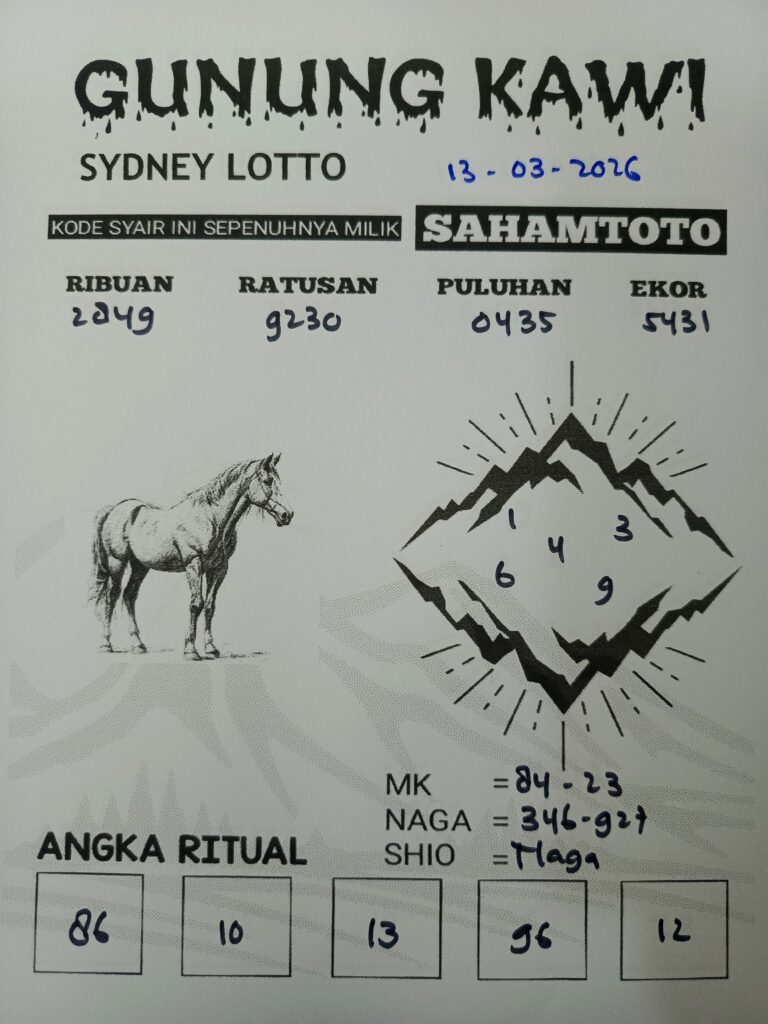 GUNUNG KAWI
SYDNEY LOTTO 13-03-2026
KODE SYAIR INI SEPENUHNYA MILIK SAHAMTOTO
RIBUAN RATUSAN PULUHAN EKOR
2849 9230 0435 5431
1 3
4
6 9
MK = 84-23
NAGA = 346-927
SHIO = Naga
ANGKA RITUAL
86 10 13 96 12